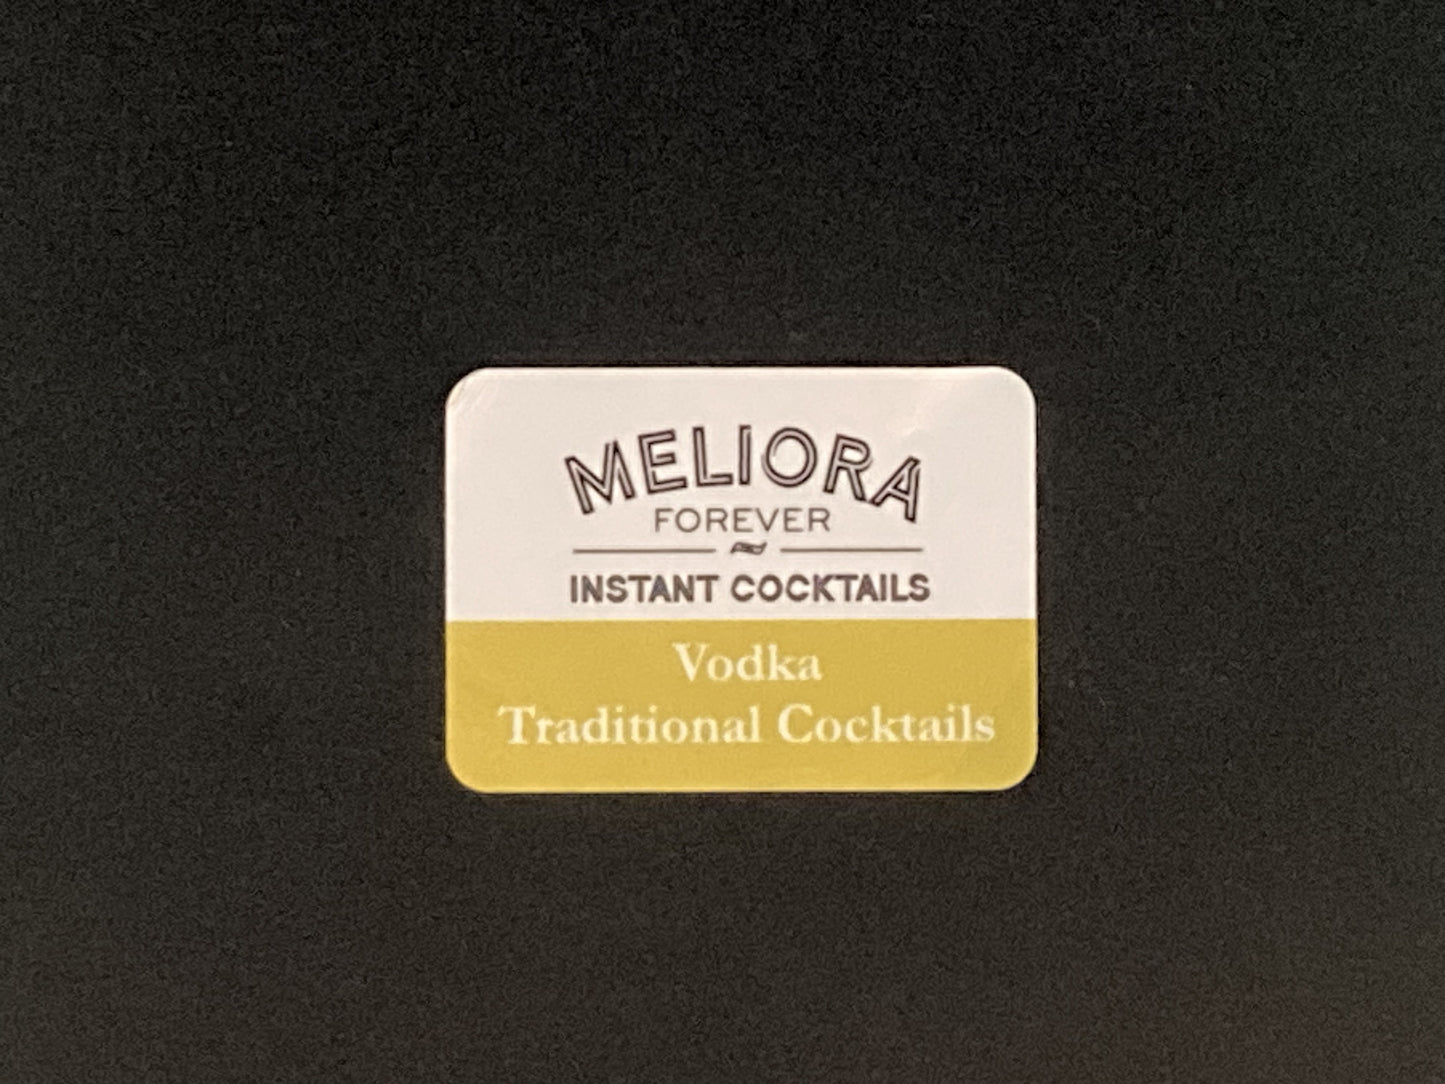 MELIORA
FOREVER
INSTANT COCKTAILS
Vodka
Traditional Cocktails